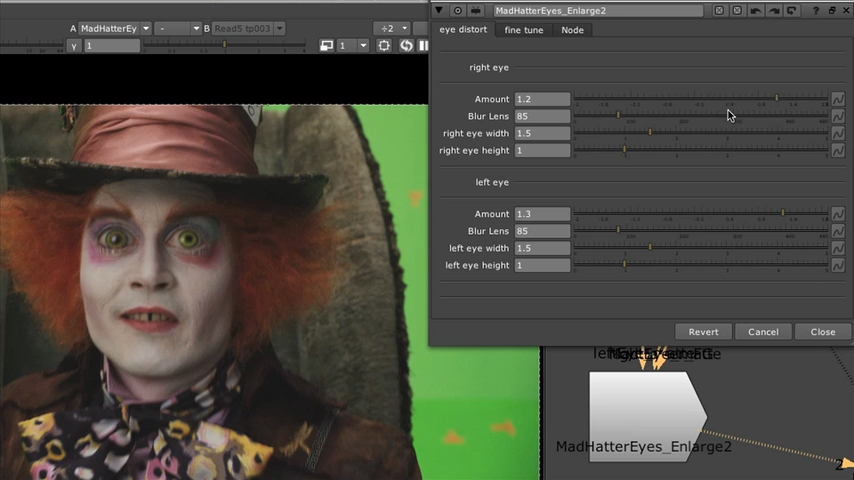 MadHatterEyes_Enlarge2
A MadHatterEy - B Read5 tp003 ÷2
eye distort fine tune Node
γ 1 1
right eye
Amount 1.2
Blur Lens 85
right eye width 1.5
right eye height 1
left eye
Amount 1.3
Blur Lens 85
left eye width 1.5
left eye height 1
Revert Cancel Close
MadHatterEyes_Enlarge2
2